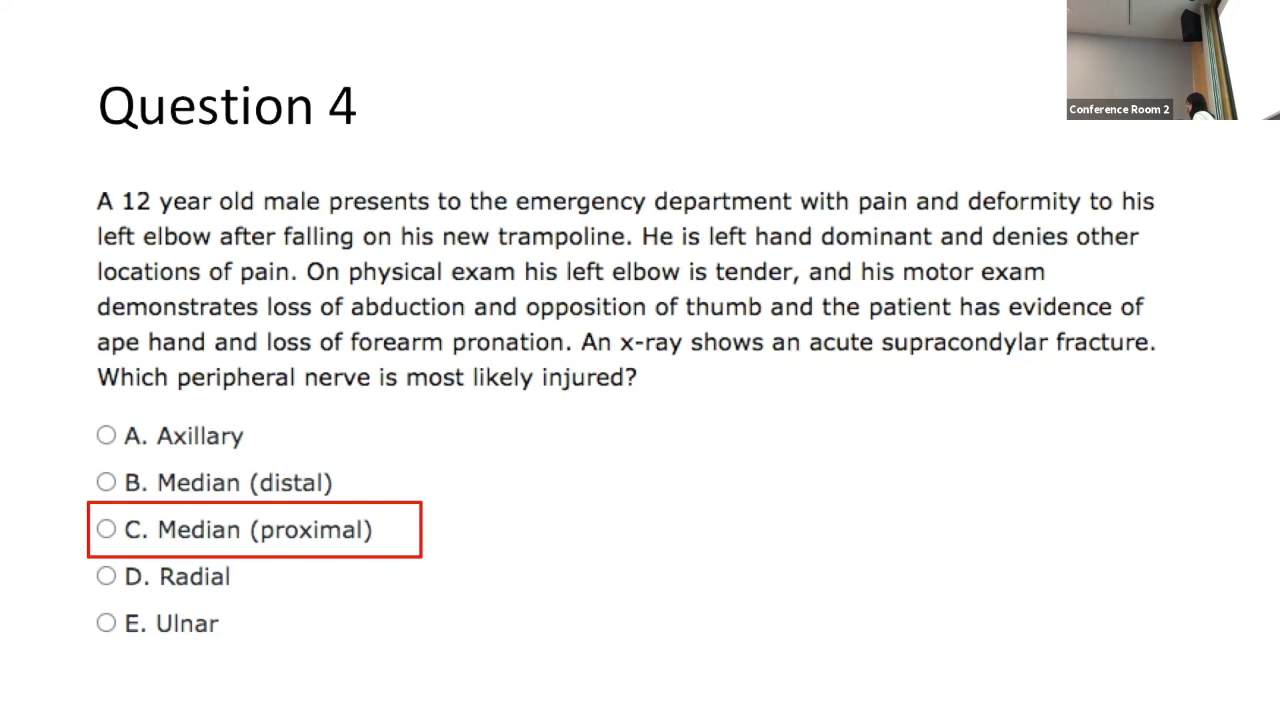 Question 4
Conference Room 2
A 12 year old male presents to the emergency department with pain and deformity to his
left elbow after falling on his new trampoline. He is left hand dominant and denies other
locations of pain. On physical exam his left elbow is tender, and his motor exam
demonstrates loss of abduction and opposition of thumb and the patient has evidence of
ape hand and loss of forearm pronation. An x-ray shows an acute supracondylar fracture.
Which peripheral nerve is most likely injured?
A. Axillary
B. Median (distal)
C. Median (proximal)
D. Radial
E. Ulnar